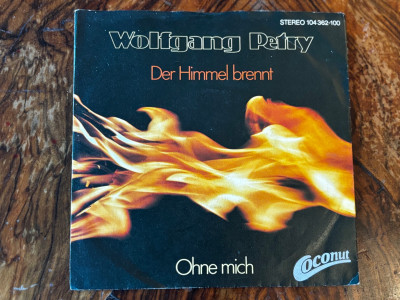 STEREO 104 362-100
Wolfgang Petry
Der Himmel brennt
Ohne mich
Coconut